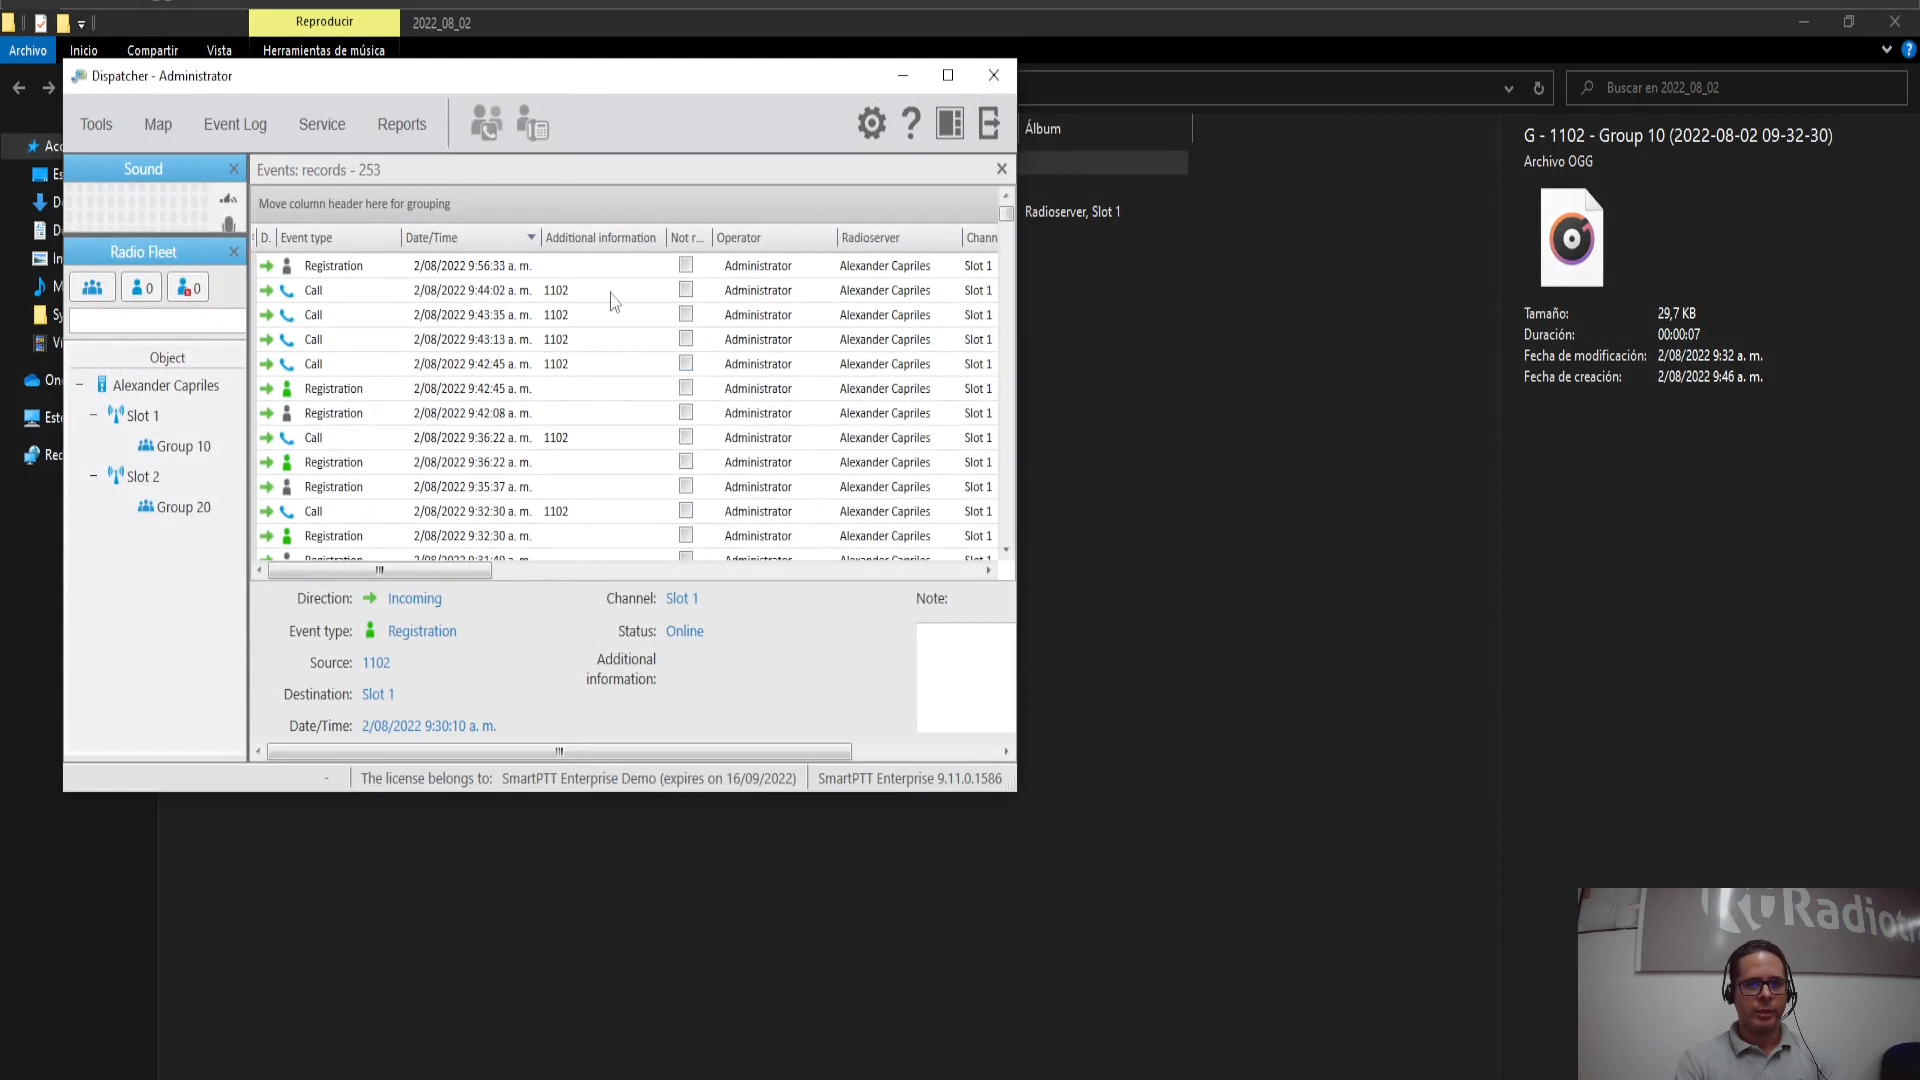 Reproducir
2022_08_02
Archivo
Inicio
Compartir
Vista
Herramientas de música
Dispatcher - Administrator
Buscar en 2022_08_02
Tools
Map
Event Log
Service
Reports
Álbum
G - 1102 - Group 10 (2022-08-02 09-32-30)
Archivo OGG
Sound
Events: records - 253
Move column header here for grouping
Radioserver, Slot 1
D. Event type Date/Time Additional information Not r... Operator Radioserver Chann
Radio Fleet
0
0
Registration 2/08/2022 9:56:33 a. m. Administrator Alexander Capriles Slot 1
Call 2/08/2022 9:44:02 a. m. 1102 Administrator Alexander Capriles Slot 1
Call 2/08/2022 9:43:35 a. m. 1102 Administrator Alexander Capriles Slot 1
Call 2/08/2022 9:43:13 a. m. 1102 Administrator Alexander Capriles Slot 1
Call 2/08/2022 9:42:45 a. m. 1102 Administrator Alexander Capriles Slot 1
Registration 2/08/2022 9:42:45 a. m. Administrator Alexander Capriles Slot 1
Registration 2/08/2022 9:42:08 a. m. Administrator Alexander Capriles Slot 1
Call 2/08/2022 9:36:22 a. m. 1102 Administrator Alexander Capriles Slot 1
Registration 2/08/2022 9:36:22 a. m. Administrator Alexander Capriles Slot 1
Registration 2/08/2022 9:35:37 a. m. Administrator Alexander Capriles Slot 1
Call 2/08/2022 9:32:30 a. m. 1102 Administrator Alexander Capriles Slot 1
Registration 2/08/2022 9:32:30 a. m. Administrator Alexander Capriles Slot 1
Object
Alexander Capriles
Slot 1
Group 10
Slot 2
Group 20
Tamaño: 29,7 KB
Duración: 00:00:07
Fecha de modificación: 2/08/2022 9:32 a. m.
Fecha de creación: 2/08/2022 9:46 a. m.
Direction: Incoming
Event type: Registration
Source: 1102
Destination: Slot 1
Date/Time: 2/08/2022 9:30:10 a. m.
Channel: Slot 1
Status: Online
Additional
information:
Note:
- The license belongs to: SmartPTT Enterprise Demo (expires on 16/09/2022) SmartPTT Enterprise 9.11.0.1586